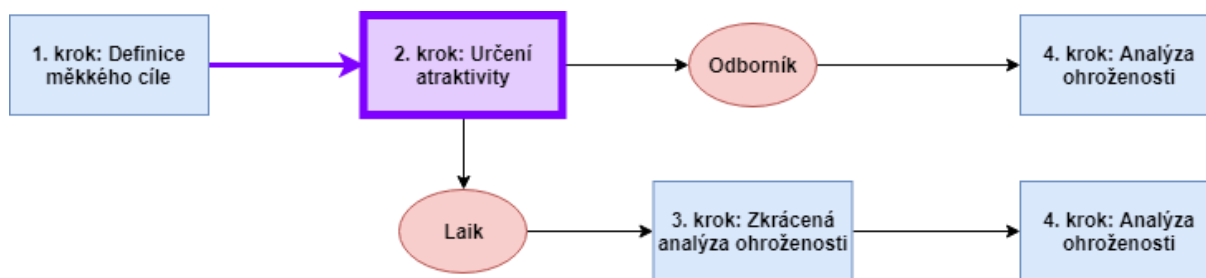 1. krok: Definice
měkkého cíle
2. krok: Určení
atraktivity
Odborník
4. krok: Analýza
ohroženosti
Laik
3. krok: Zkrácená
analýza ohroženosti
4. krok: Analýza
ohroženosti